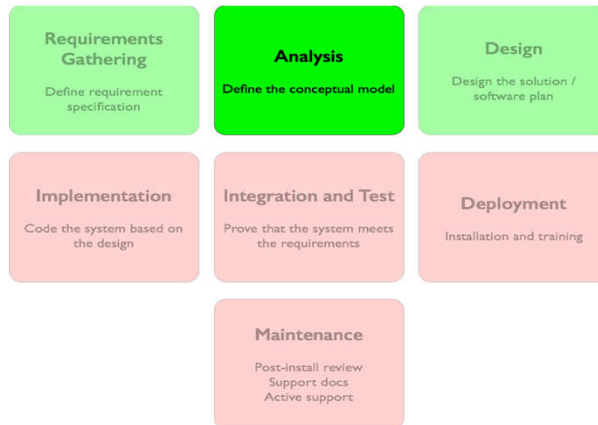 Requirements
Gathering
Define requirement
specification
Analysis
Define the conceptual model
Design
Design the solution /
software plan
Implementation
Code the system based on
the design
Integration and Test
Prove that the system meets
the requirements
Deployment
Installation and training
Maintenance
Post-install review
Support docs
Active support